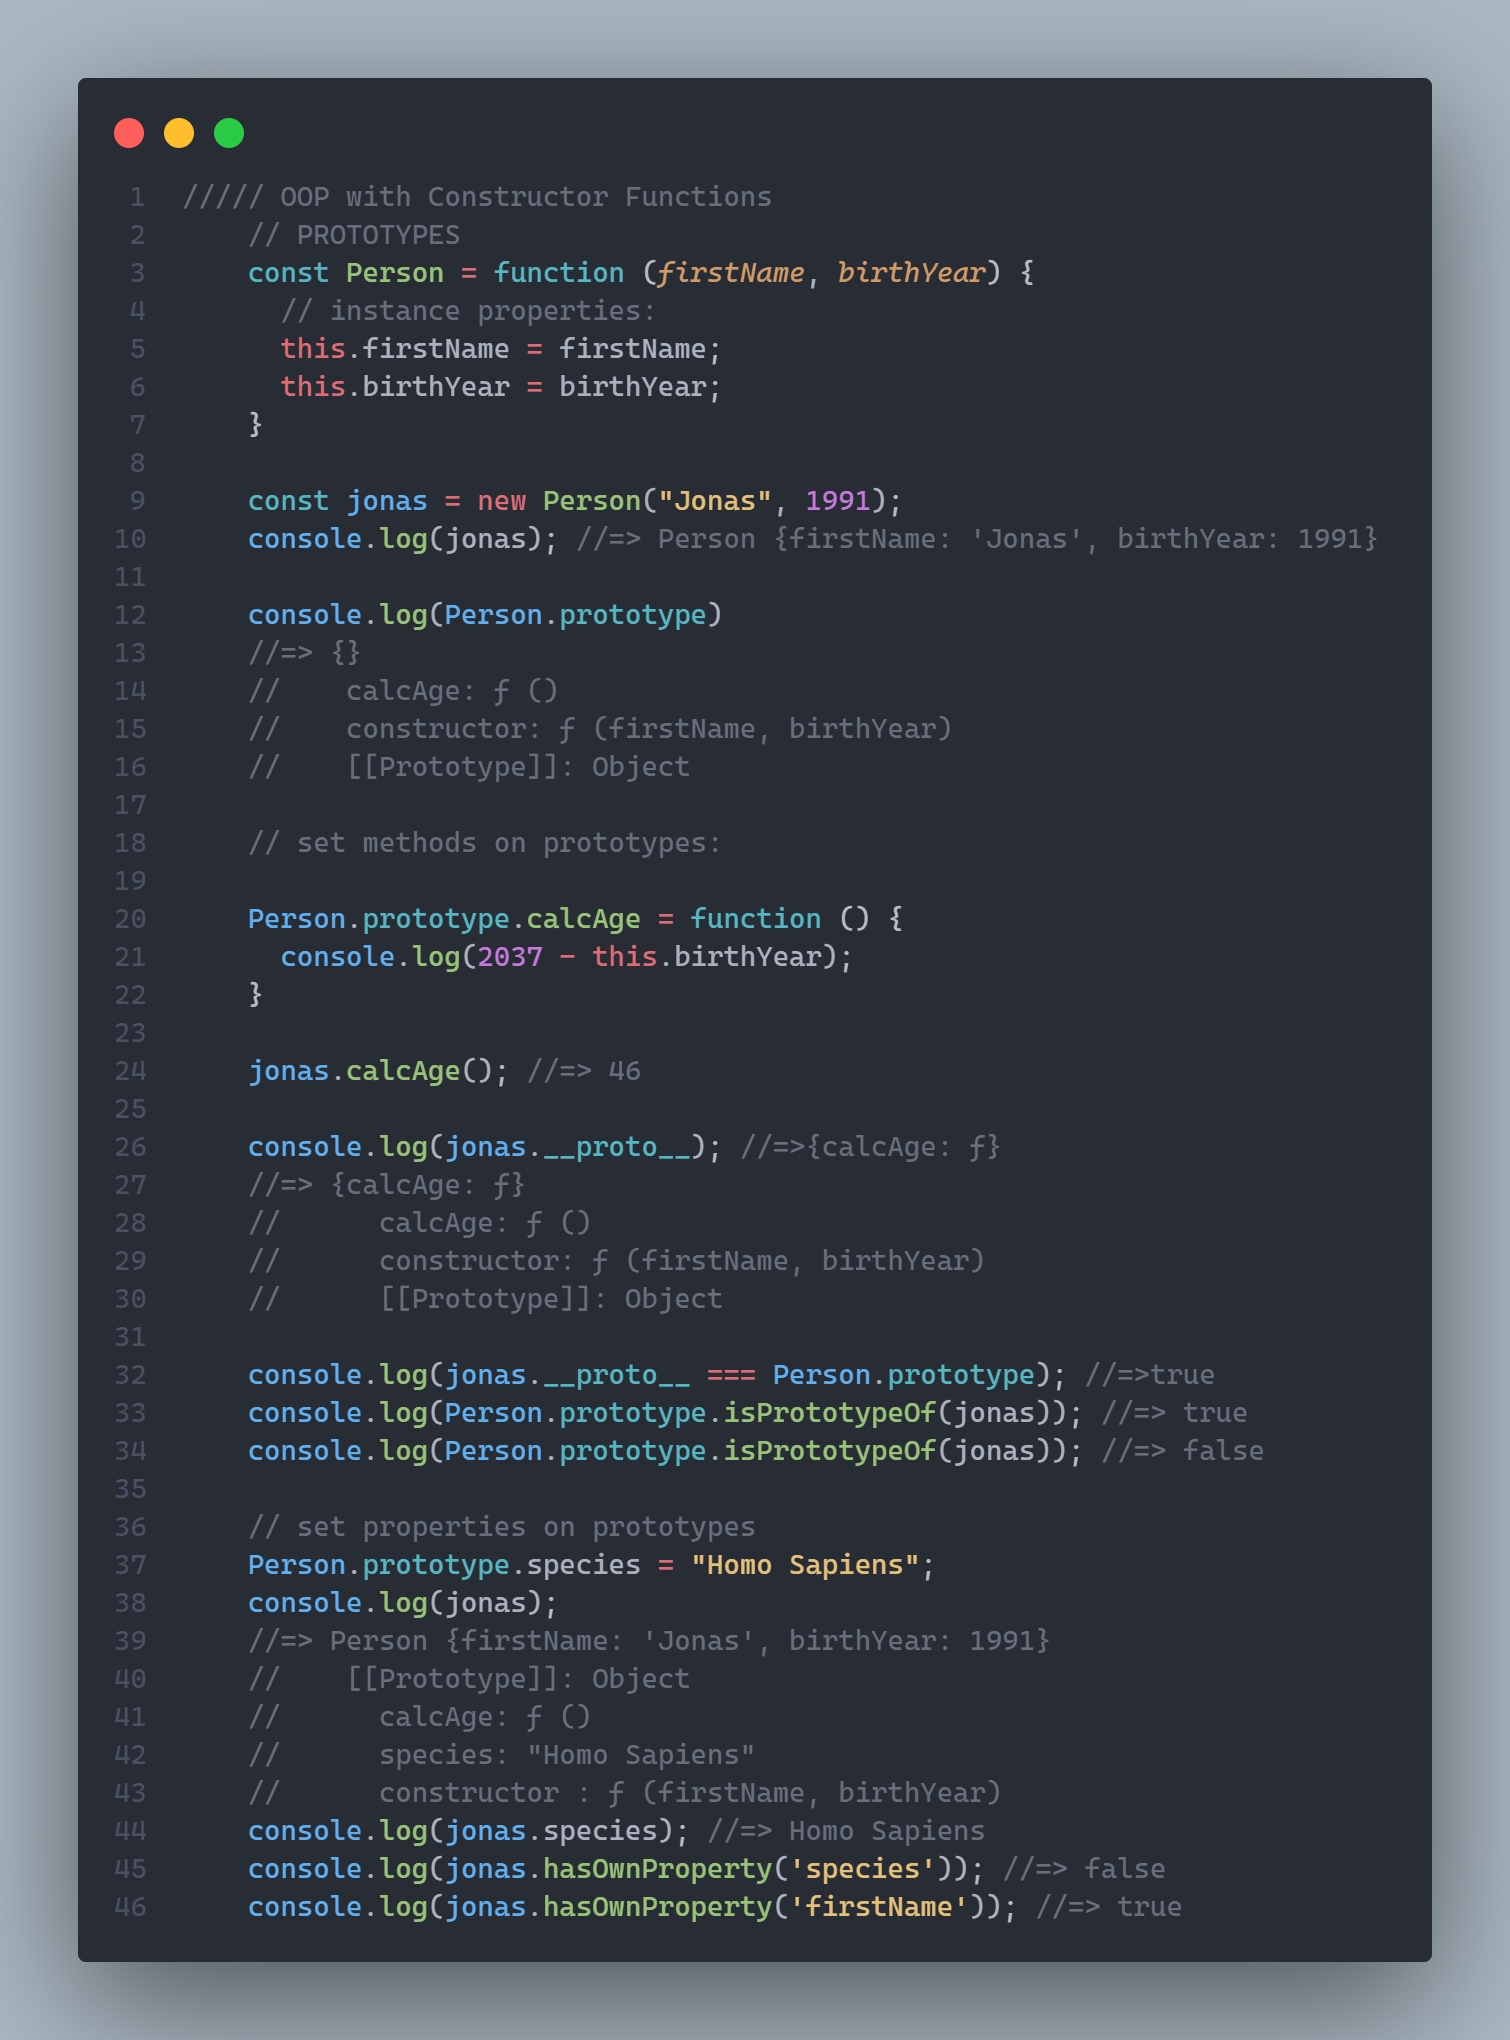 1 ///// OOP with Constructor Functions
2 // PROTOTYPES
3 const Person = function (firstName, birthYear) {
4 // instance properties:
5 this.firstName = firstName;
6 this.birthYear = birthYear;
7 }
8
9 const jonas = new Person("Jonas", 1991);
10 console.log(jonas); //=> Person {firstName: 'Jonas', birthYear: 1991}
11
12 console.log(Person.prototype)
13 //=> {}
14 // calcAge: ƒ ()
15 // constructor: ƒ (firstName, birthYear)
16 // [[Prototype]]: Object
17
18 // set methods on prototypes:
19
20 Person.prototype.calcAge = function () {
21 console.log(2037 - this.birthYear);
22 }
23
24 jonas.calcAge(); //=> 46
25
26 console.log(jonas.__proto__); //=>{calcAge: ƒ}
27 //=> {calcAge: ƒ}
28 // calcAge: ƒ ()
29 // constructor: ƒ (firstName, birthYear)
30 // [[Prototype]]: Object
31
32 console.log(jonas.__proto__ === Person.prototype); //=>true
33 console.log(Person.prototype.isPrototypeOf(jonas)); //=> true
34 console.log(Person.prototype.isPrototypeOf(jonas)); //=> false
35
36 // set properties on prototypes
37 Person.prototype.species = "Homo Sapiens";
38 console.log(jonas);
39 //=> Person {firstName: 'Jonas', birthYear: 1991}
40 // [[Prototype]]: Object
41 // calcAge: ƒ ()
42 // species: "Homo Sapiens"
43 // constructor : ƒ (firstName, birthYear)
44 console.log(jonas.species); //=> Homo Sapiens
45 console.log(jonas.hasOwnProperty('species')); //=> false
46 console.log(jonas.hasOwnProperty('firstName')); //=> true